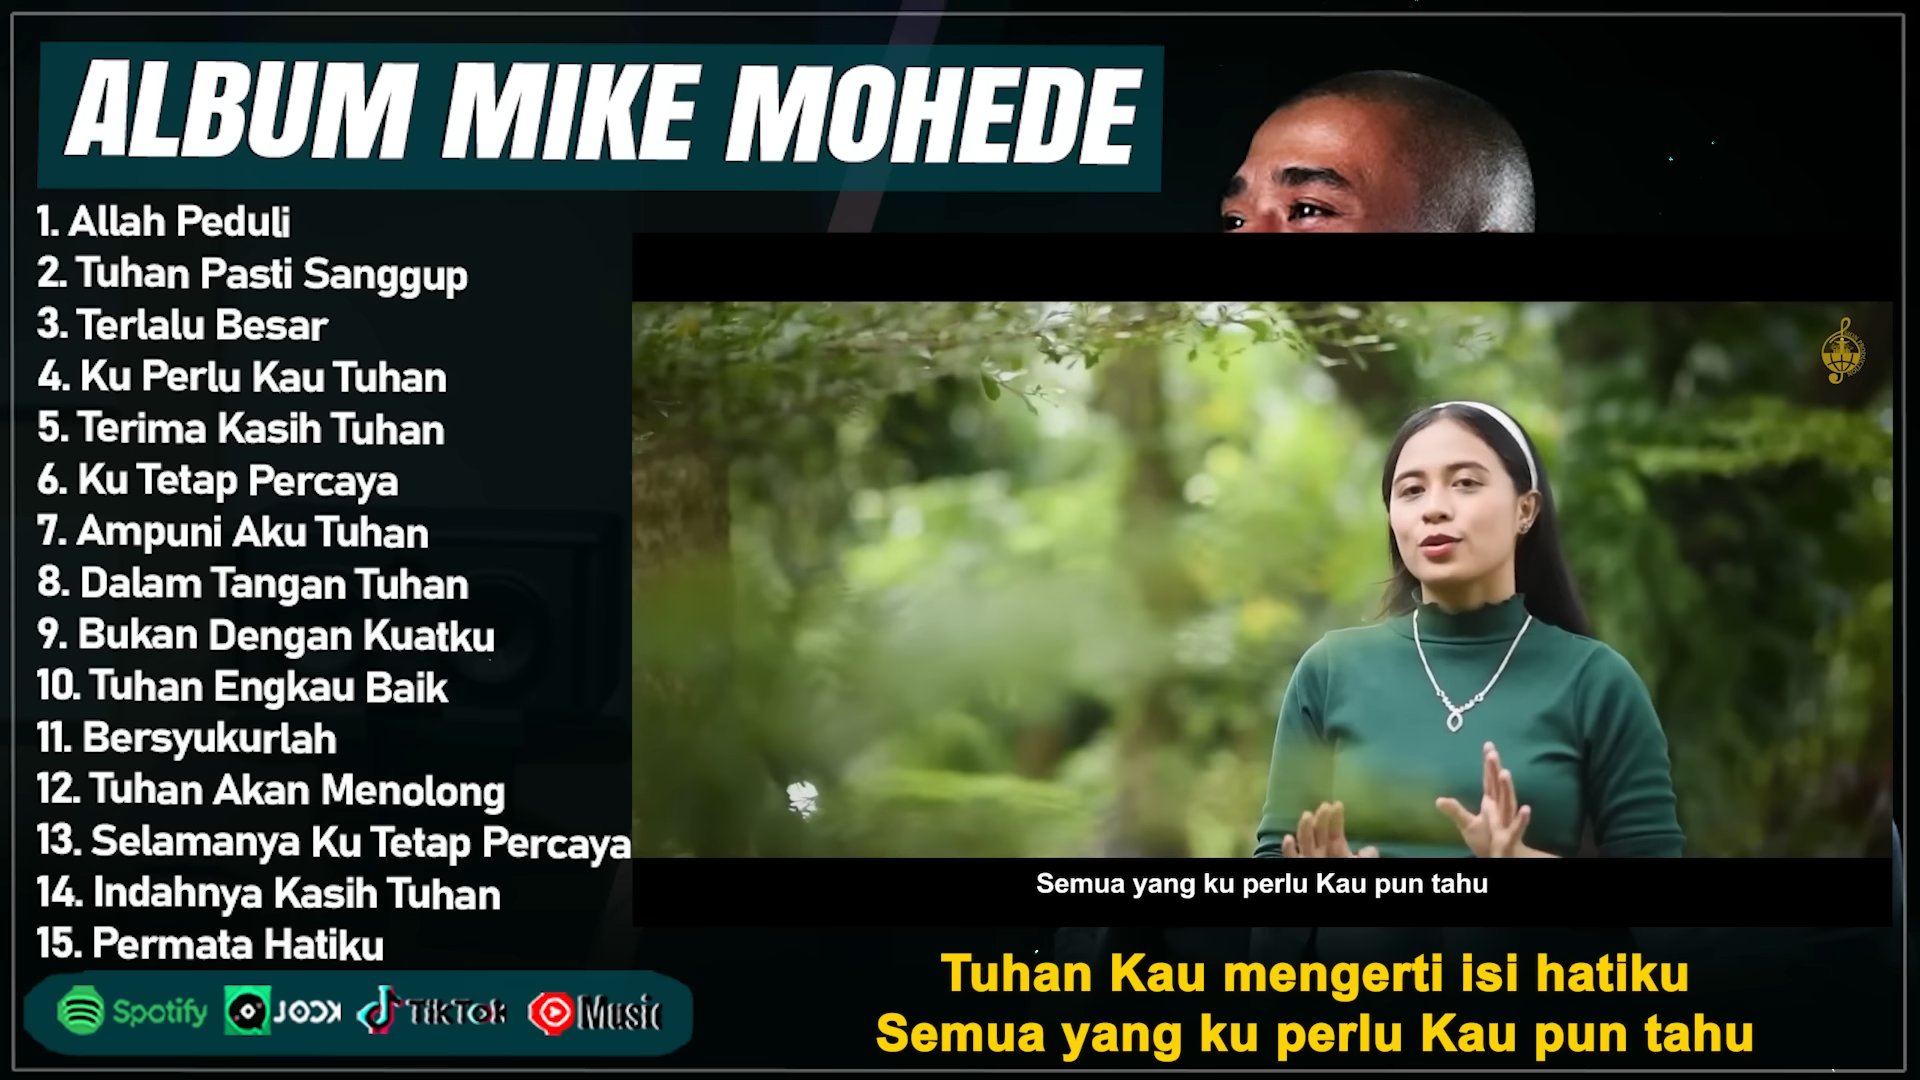 ALBUM MIKE MOHEDE
1. Allah Peduli
2. Tuhan Pasti Sanggup
3. Terlalu Besar
4. Ku Perlu Kau Tuhan
5. Terima Kasih Tuhan
6. Ku Tetap Percaya
7. Ampuni Aku Tuhan
8. Dalam Tangan Tuhan
9. Bukan Dengan Kuatku
10. Tuhan Engkau Baik
11. Bersyukurlah
12. Tuhan Akan Menolong
13. Selamanya Ku Tetap Percaya
14. Indahnya Kasih Tuhan
15. Permata Hatiku
Spotify JOOX TikTok Music
Semua yang ku perlu Kau pun tahu
Tuhan Kau mengerti isi hatiku
Semua yang ku perlu Kau pun tahu